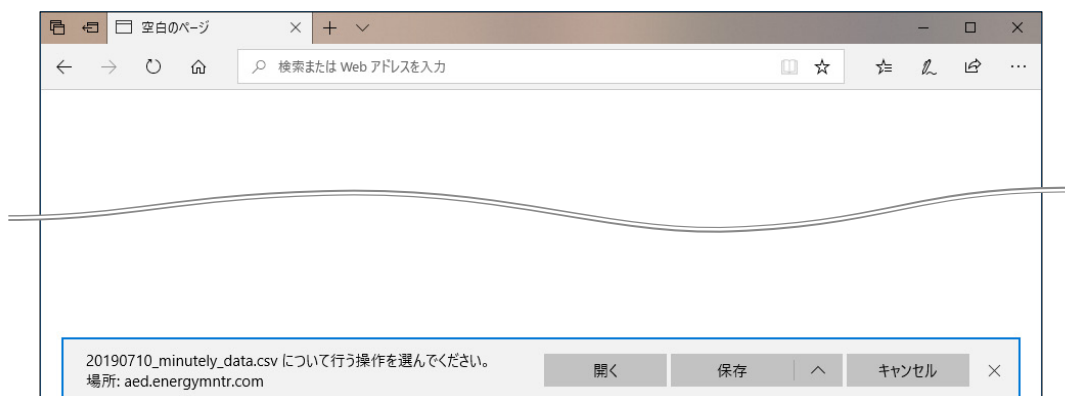 空白のページ
検索または Web アドレスを入力
20190710_minutely_data.csv について行う操作を選んでください。
場所: aed.energymntr.com
開く
保存
キャンセル